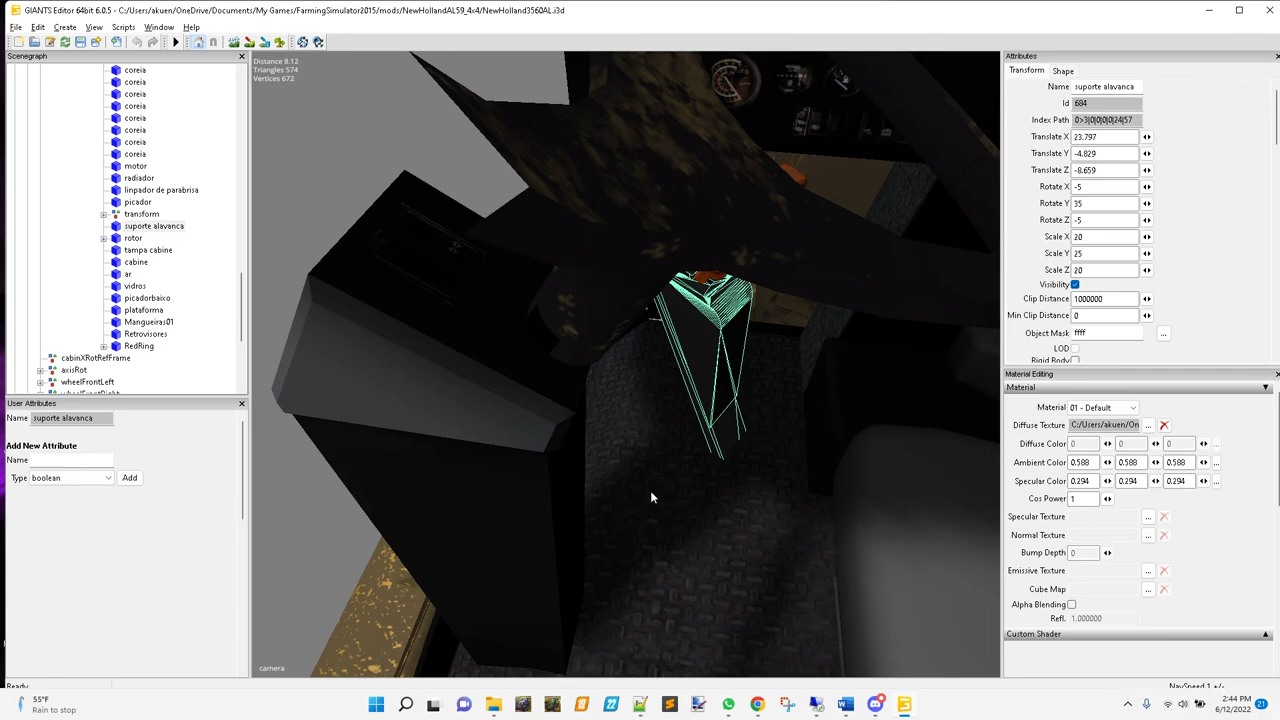 GIANTS Editor 64bit 6.0.5 - C:/Users/akuen/OneDrive/Documents/My Games/FarmingSimulator2015/mods/NewHollandAL59_4x4/NewHolland3560AL.i3d
File Edit Create View Scripts Window Help
Scenegraph
coreia
coreia
coreia
coreia
coreia
coreia
coreia
coreia
motor
radiador
linpador de parabrisa
picador
transform
suporte alavanca
rotor
tampa cabine
cabine
ar
vidros
picadorbaixo
plataforma
Mangueiras01
Retrovisores
RedRing
cabinXRotRefFrame
axisRot
wheelFrontLeft
wheelFrontRight
User Attributes
Name suporte alavanca
Add New Attribute
Name
Type boolean Add
Ready
Distance 8.12
Triangles 574
Vertices 672
camera
Attributes
Transform Shape
Name suporte alavanca
Id 684
Index Path 0>3|0|0|0|0|24|57
Translate X 23.797
Translate Y -4.829
Translate Z -8.659
Rotate X -5
Rotate Y 35
Rotate Z -5
Scale X 20
Scale Y 25
Scale Z 20
Visibility
Clip Distance 1000000
Min Clip Distance 0
Object Mask ffff ...
LOD
Rigid Body
Material Editing
Material
Material 01 - Default
Diffuse Texture C:/Users/akuen/On ...
Diffuse Color 0 0 0 ...
Ambient Color 0.588 0.588 0.588 ...
Specular Color 0.294 0.294 0.294 ...
Cos Power 1
Specular Texture ...
Normal Texture ...
Bump Depth 0
Emissive Texture ...
Cube Map ...
Alpha Blending
Refl. 1.000000
Custom Shader
NavSpeed 1 +/-
55°F
Rain to stop
2:44 PM
6/12/2022
21